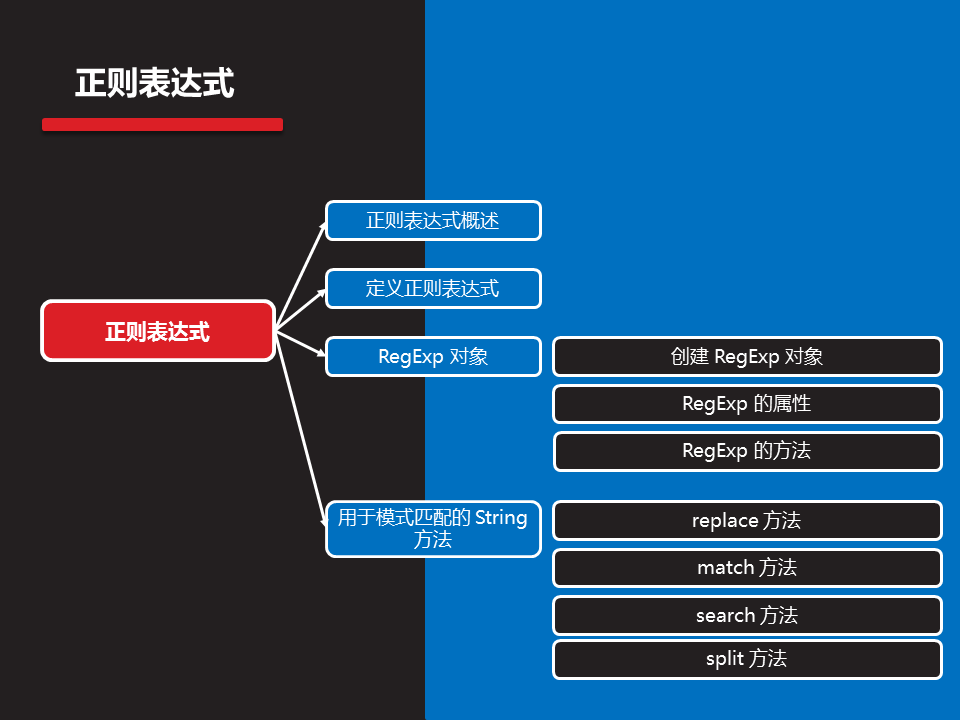 正则表达式
正则表达式概述
定义正则表达式
正则表达式
RegExp 对象
创建 RegExp 对象
RegExp 的属性
RegExp 的方法
用于模式匹配的 String
方法
replace 方法
match 方法
search 方法
split 方法